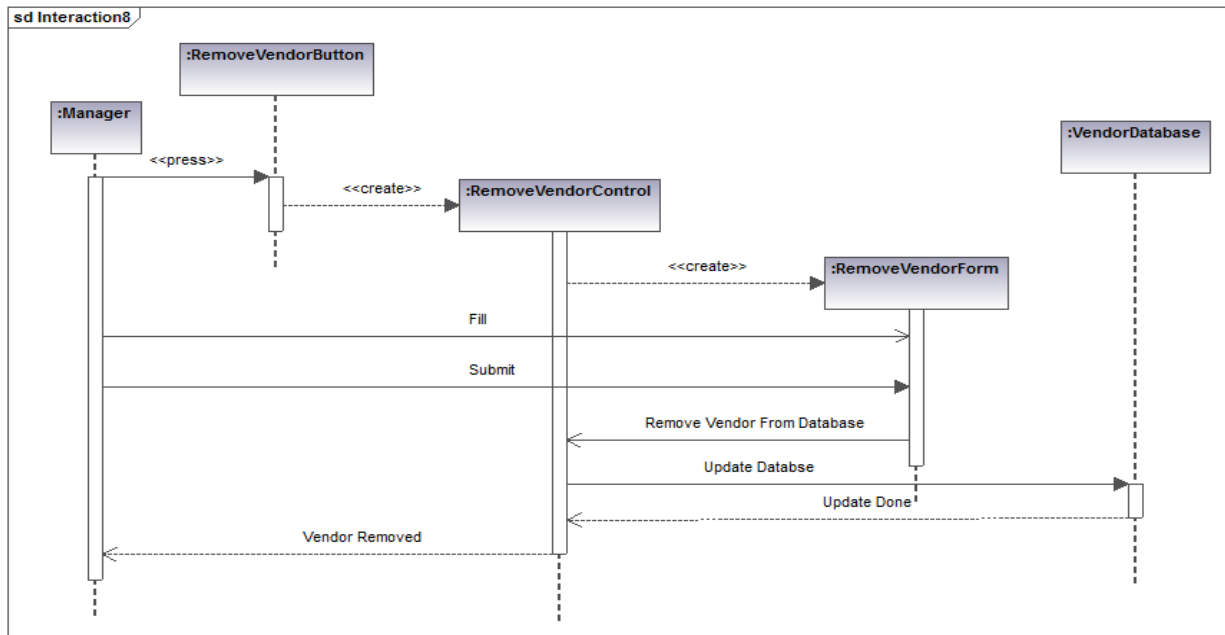 sd Interaction8
:RemoveVendorButton
:Manager
:VendorDatabase
<<press>>
<<create>>
:RemoveVendorControl
<<create>>
:RemoveVendorForm
Fill
Submit
Remove Vendor From Database
Update Databse
Update Done
Vendor Removed